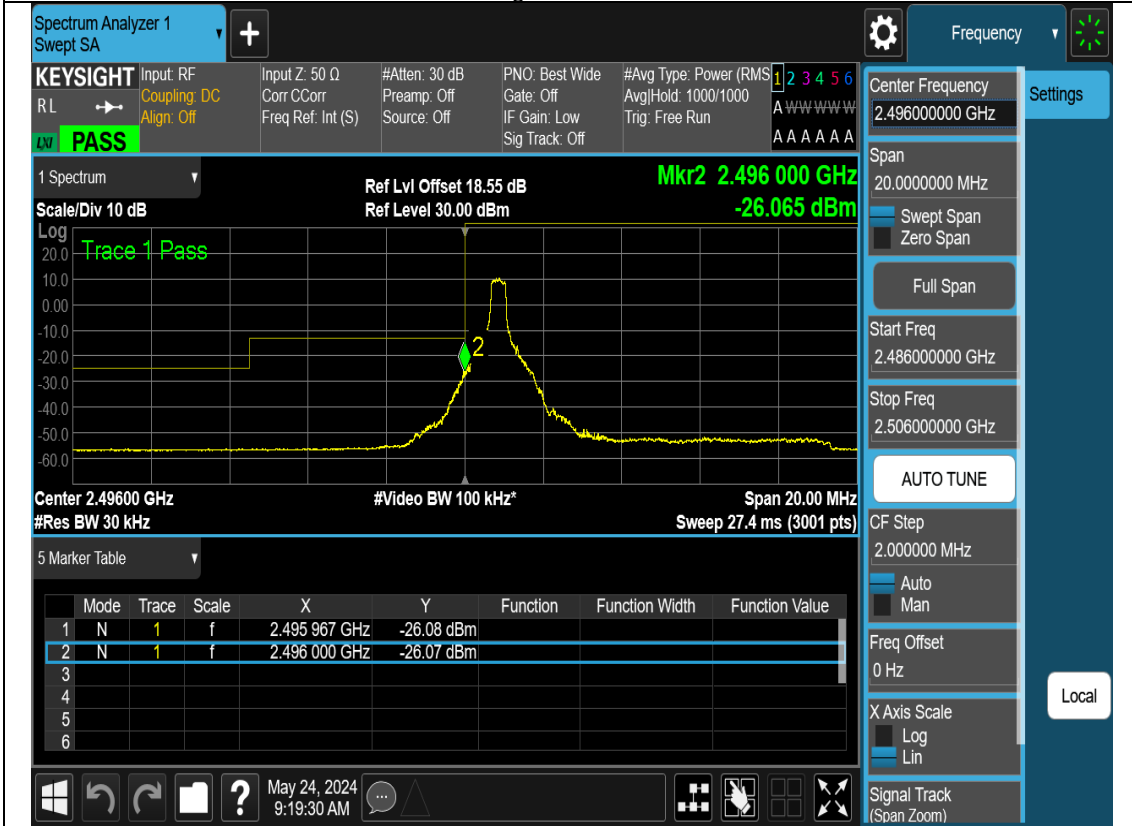 Spectrum Analyzer 1
Swept SA
+
Frequency
KEYSIGHT
RL
LXI PASS
Input: RF
Coupling: DC
Align: Off
Input Z: 50 Ω
Corr CCorr
Freq Ref: Int (S)
#Atten: 30 dB
Preamp: Off
Source: Off
PNO: Best Wide
Gate: Off
IF Gain: Low
Sig Track: Off
#Avg Type: Power (RMS
Avg|Hold: 1000/1000
Trig: Free Run
1 2 3 4 5 6
A W W W W W
A A A A A A
Center Frequency
2.496000000 GHz
Settings
Span
20.0000000 MHz
Swept Span
Zero Span
Full Span
Start Freq
2.486000000 GHz
Stop Freq
2.506000000 GHz
AUTO TUNE
CF Step
2.000000 MHz
Auto
Man
Freq Offset
0 Hz
Local
X Axis Scale
Log
Lin
Signal Track
(Span Zoom)
1 Spectrum
Scale/Div 10 dB
Ref Lvl Offset 18.55 dB
Ref Level 30.00 dBm
Mkr2 2.496 000 GHz
-26.065 dBm
Log
Trace 1 Pass
20.0
10.0
0.00
-10.0
-20.0
-30.0
-40.0
-50.0
-60.0
2
Center 2.49600 GHz
#Res BW 30 kHz
#Video BW 100 kHz*
Span 20.00 MHz
Sweep 27.4 ms (3001 pts)
5 Marker Table
Mode Trace Scale X Y Function Function Width Function Value
1 N 1 f 2.495 967 GHz -26.08 dBm
2 N 1 f 2.496 000 GHz -26.07 dBm
3
4
5
6
?
May 24, 2024
9:19:30 AM